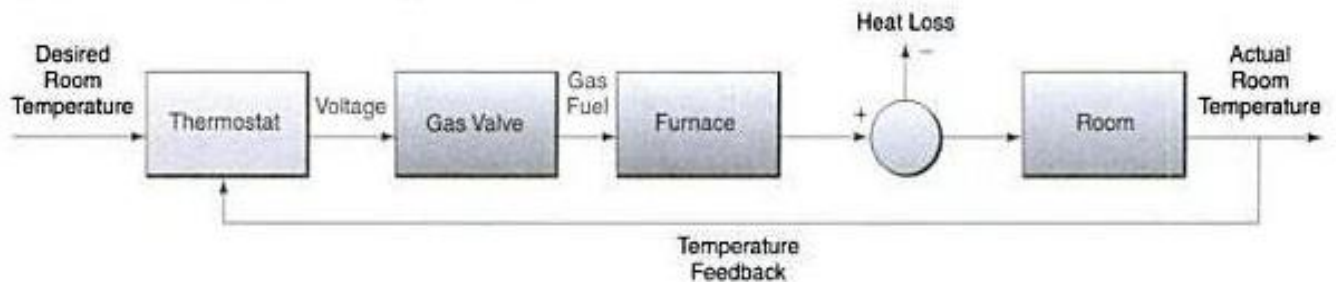 Desired
Room
Temperature
Thermostat
Voltage
Gas Valve
Gas
Fuel
Furnace
+
Heat Loss
−
Room
Actual
Room
Temperature
Temperature
Feedback